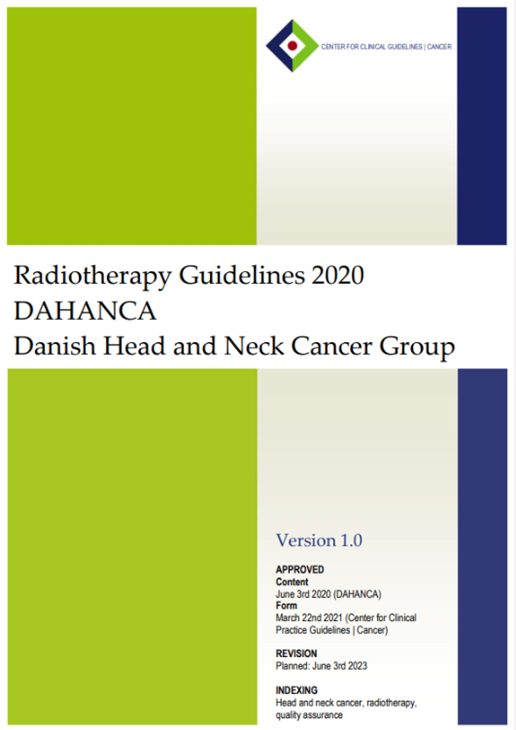 CENTER FOR CLINICAL GUIDELINES | CANCER
Radiotherapy Guidelines 2020
DAHANCA
Danish Head and Neck Cancer Group
Version 1.0
APPROVED
Content
June 3rd 2020 (DAHANCA)
Form
March 22nd 2021 (Center for Clinical
Practice Guidelines | Cancer)
REVISION
Planned: June 3rd 2023
INDEXING
Head and neck cancer, radiotherapy,
quality assurance